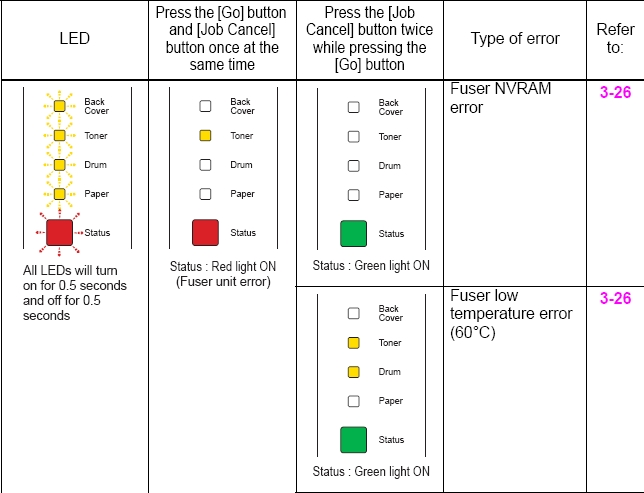 LED
Press the [Go] button
and [Job Cancel]
button once at the
same time
Press the [Job
Cancel] button twice
while pressing the
[Go] button
Type of error
Refer
to:
Back
Cover
Toner
Drum
Paper
Status
All LEDs will turn
on for 0.5 seconds
and off for 0.5
seconds
Back
Cover
Toner
Drum
Paper
Status
Status : Red light ON
(Fuser unit error)
Back
Cover
Toner
Drum
Paper
Status
Status : Green light ON
Fuser NVRAM
error
3-26
Back
Cover
Toner
Drum
Paper
Status
Status : Green light ON
Fuser low
temperature error
(60°C)
3-26